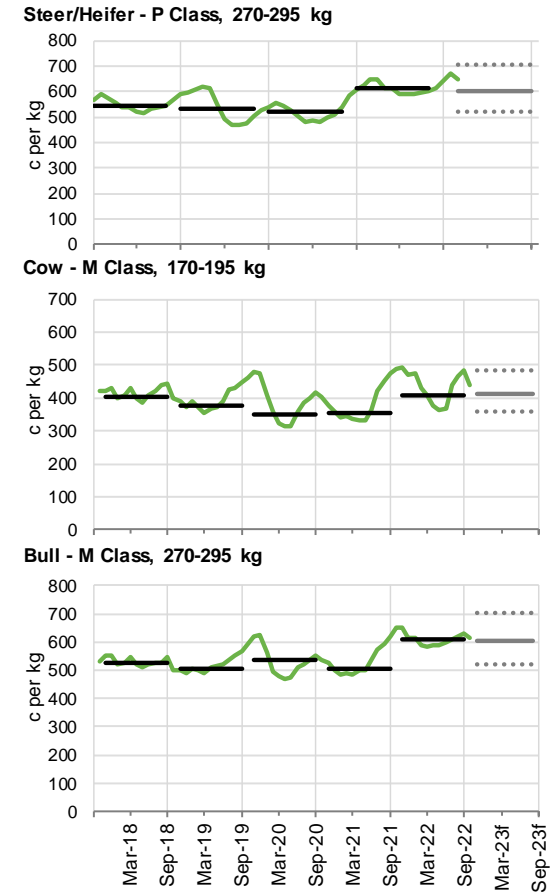 Steer/Heifer - P Class, 270-295 kg
800
700
600
500
400
300
200
100
0
c per kg
Cow - M Class, 170-195 kg
700
600
500
400
300
200
100
0
c per kg
Bull - M Class, 270-295 kg
800
700
600
500
400
300
200
100
0
c per kg
Mar-18
Sep-18
Mar-19
Sep-19
Mar-20
Sep-20
Mar-21
Sep-21
Mar-22
Sep-22
Mar-23f
Sep-23f